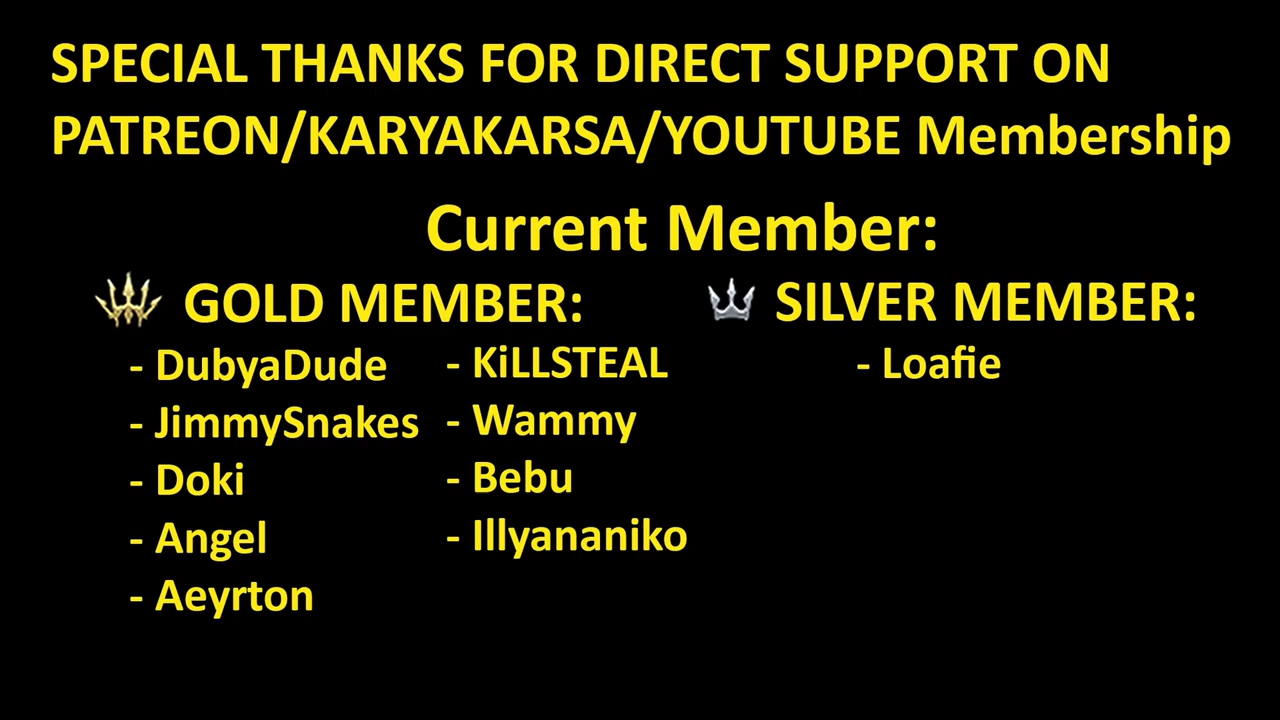 SPECIAL THANKS FOR DIRECT SUPPORT ON
PATREON/KARYAKARSA/YOUTUBE Membership
Current Member:
GOLD MEMBER:
- DubyaDude
- JimmySnakes
- Doki
- Angel
- Aeyrton
- KiLLSTEAL
- Wammy
- Bebu
- Illyananiko
SILVER MEMBER:
- Loafie